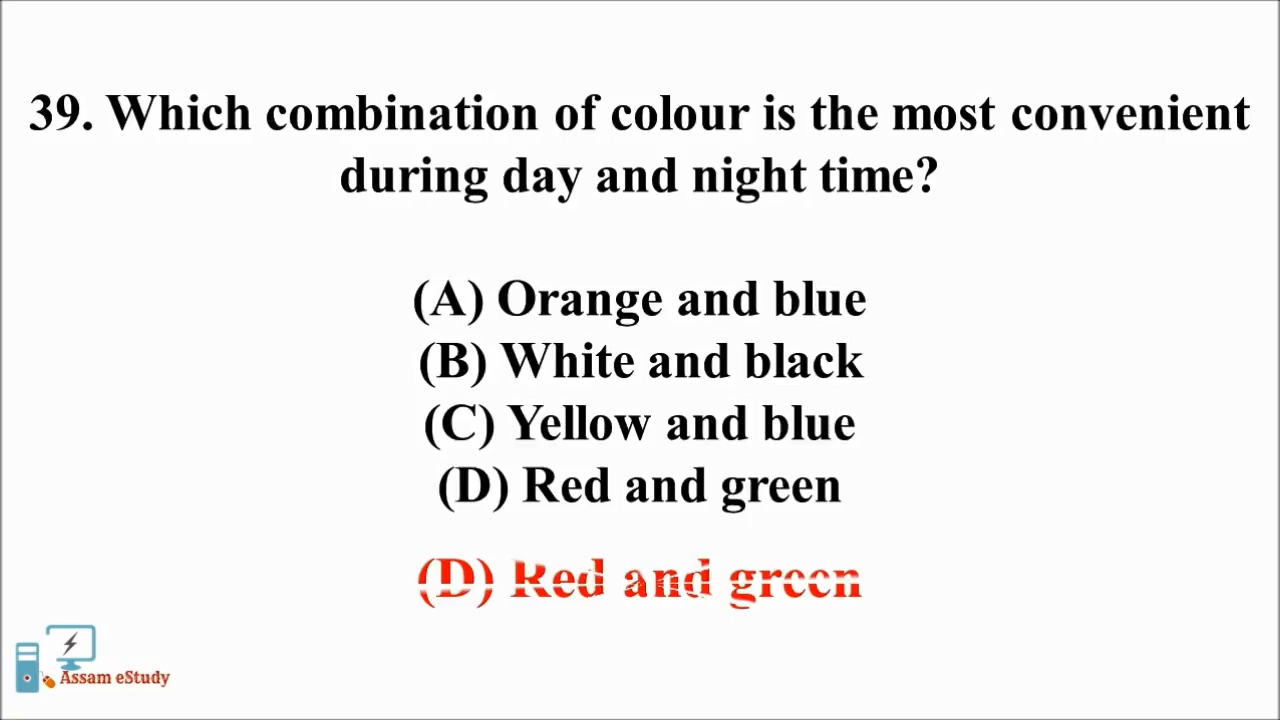 39. Which combination of colour is the most convenient
during day and night time?
(A) Orange and blue
(B) White and black
(C) Yellow and blue
(D) Red and green
(D) Red and green
Assam eStudy